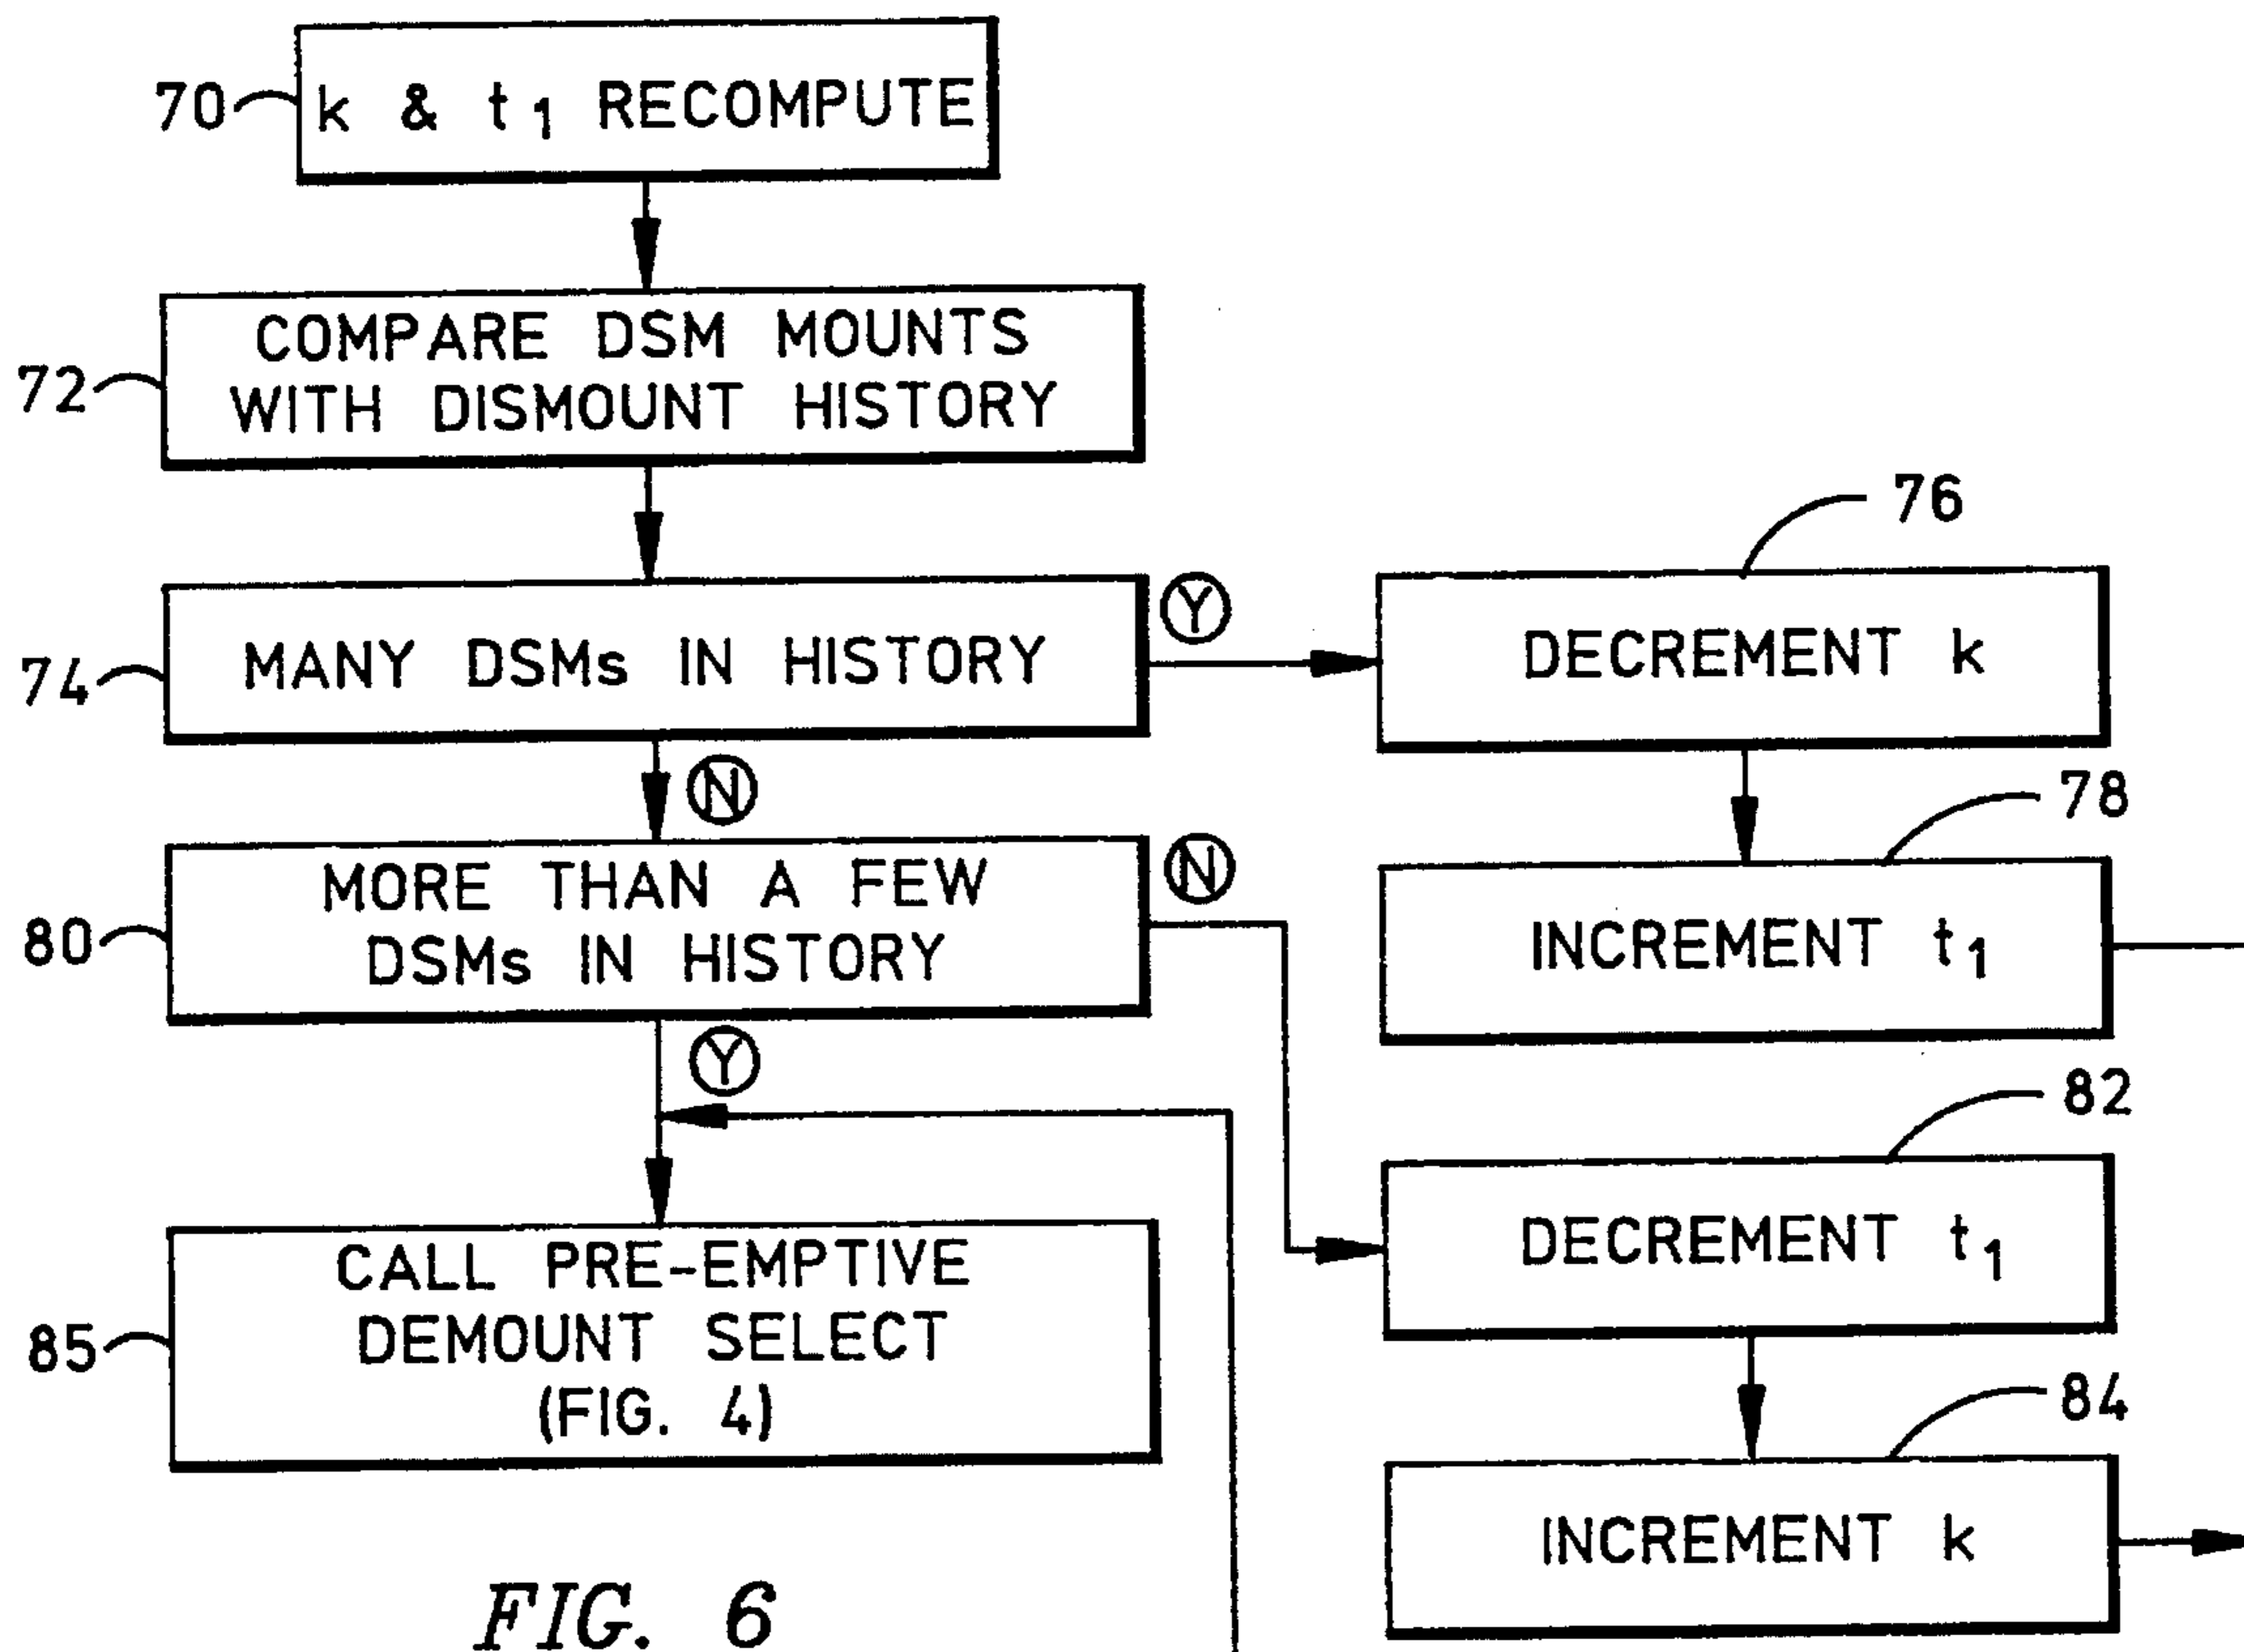 70
k & t1 RECOMPUTE
72
COMPARE DSM MOUNTS
WITH DISMOUNT HISTORY
74
MANY DSMs IN HISTORY
Y
76
DECREMENT k
N
78
INCREMENT t1
80
MORE THAN A FEW
DSMs IN HISTORY
N
Y
82
DECREMENT t1
85
CALL PRE-EMPTIVE
DEMOUNT SELECT
(FIG. 4)
84
INCREMENT k
FIG. 6